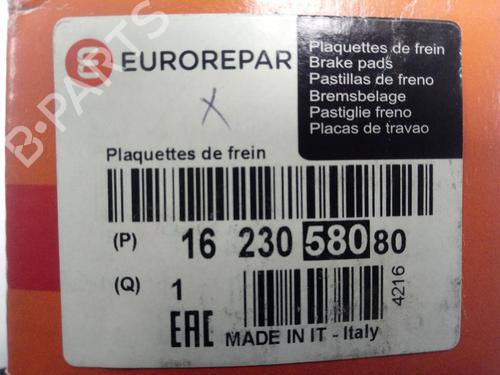 EUROREPAR
Plaquettes de frein
Brake pads
Pastillas de freno
Bremsbelage
Pastiglie freno
Placas de travao
X
Plaquettes de frein
(P) 16 230 580 80
(Q) 1
4216
EAC MADE IN IT - Italy
B-PARTS